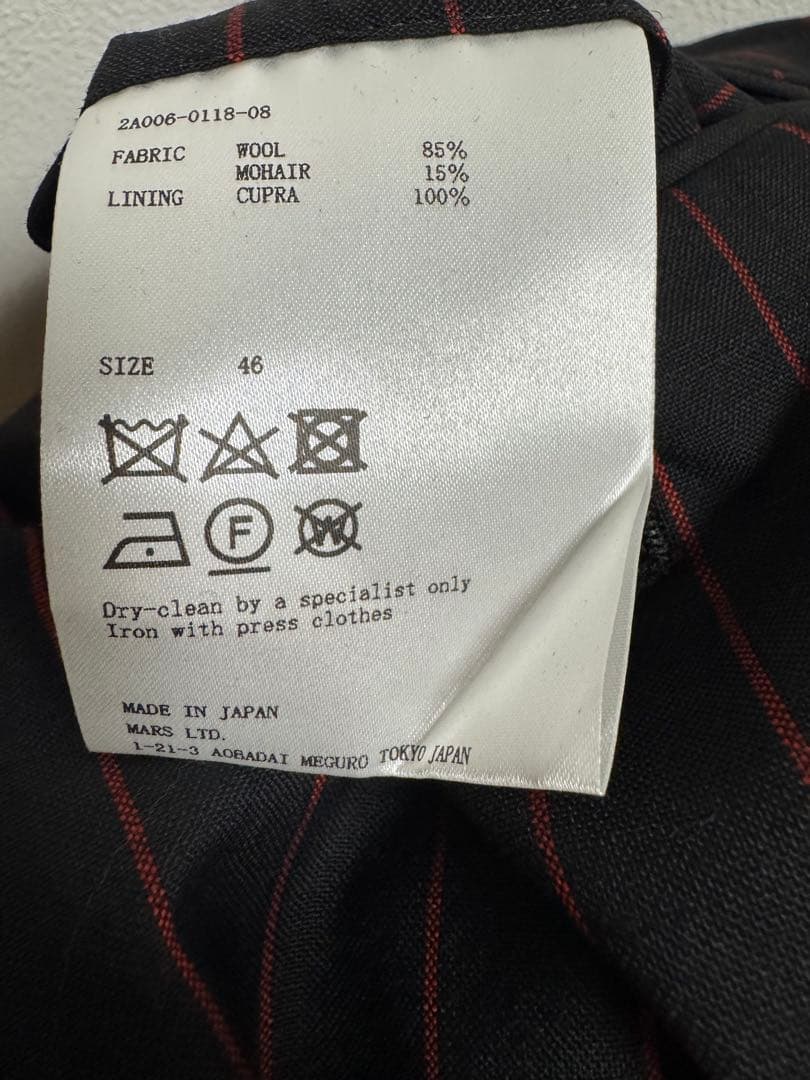 2A006-0118-08
FABRIC WOOL 85%
MOHAIR 15%
LINING CUPRA 100%
SIZE 46
F W
Dry-clean by a specialist only
Iron with press clothes
MADE IN JAPAN
MARS LTD.
1-21-3 AOBADAI MEGURO TOKYO JAPAN